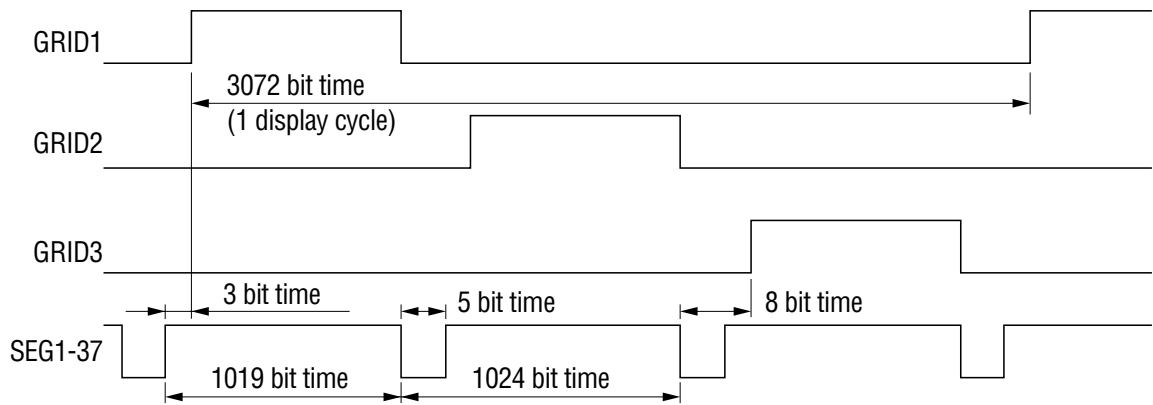 GRID1
3072 bit time
(1 display cycle)
GRID2
GRID3
3 bit time
5 bit time
8 bit time
SEG1-37
1019 bit time
1024 bit time